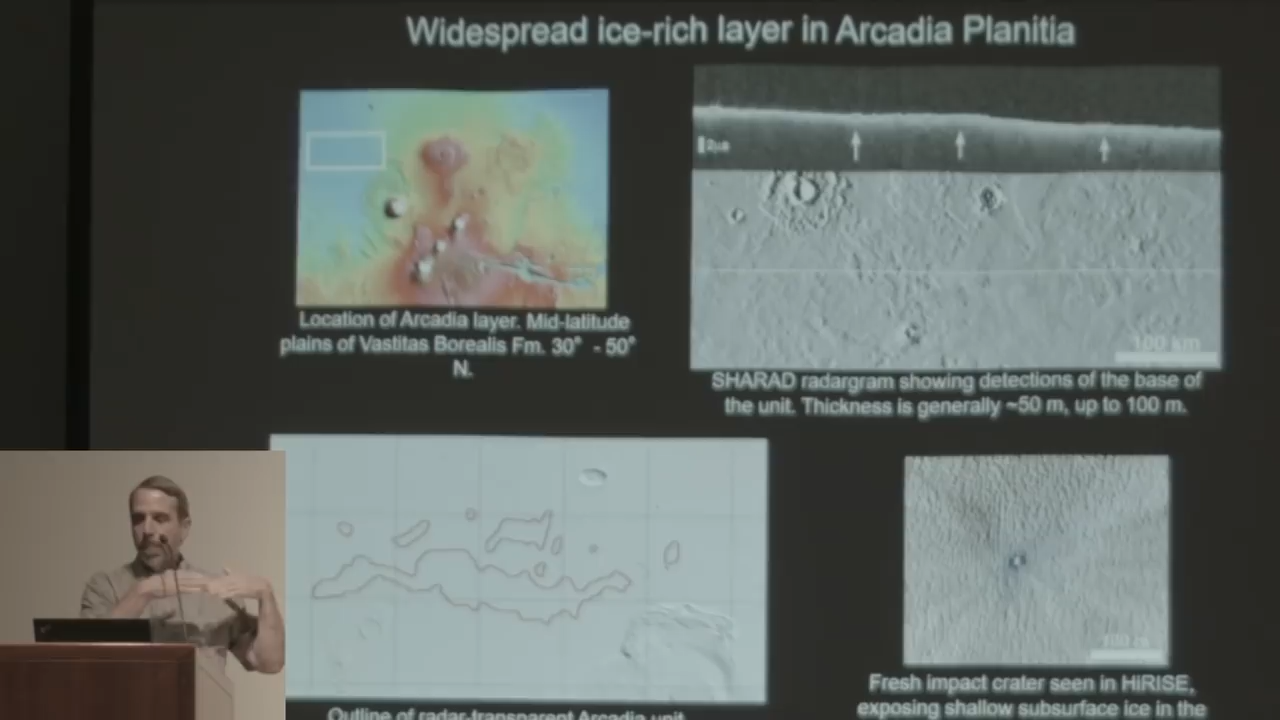 Widespread ice-rich layer in Arcadia Planitia
2μs
Location of Arcadia layer. Mid-latitude
plains of Vastitas Borealis Fm. 30° - 50°
N.
100 km
SHARAD radargram showing detections of the base of
the unit. Thickness is generally ~50 m, up to 100 m.
100 m
Outline of radar-transparent Arcadia unit
Fresh impact crater seen in HiRISE,
exposing shallow subsurface ice in the